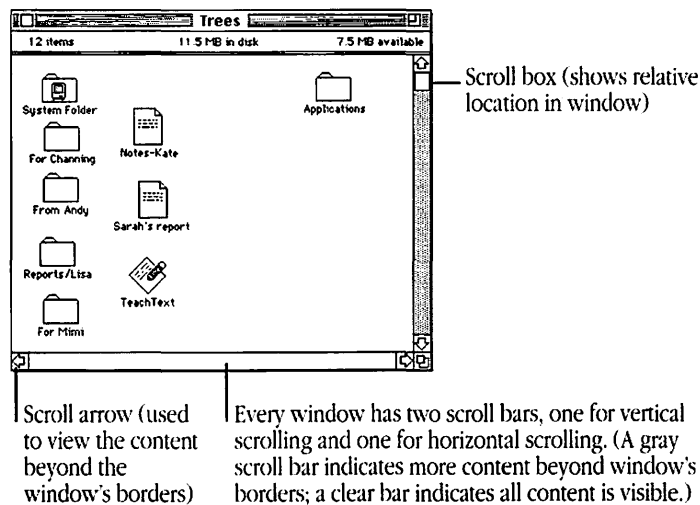 Trees
12 items 11.5 MB in disk 7.5 MB available
System Folder
Applications
For Channing
Notes-Kate
From Andy
Sarah's report
Reports/Lisa
TeachText
For Mimi
Scroll box (shows relative
location in window)
Scroll arrow (used
to view the content
beyond the
window's borders)
Every window has two scroll bars, one for vertical
scrolling and one for horizontal scrolling. (A gray
scroll bar indicates more content beyond window's
borders; a clear bar indicates all content is visible.)